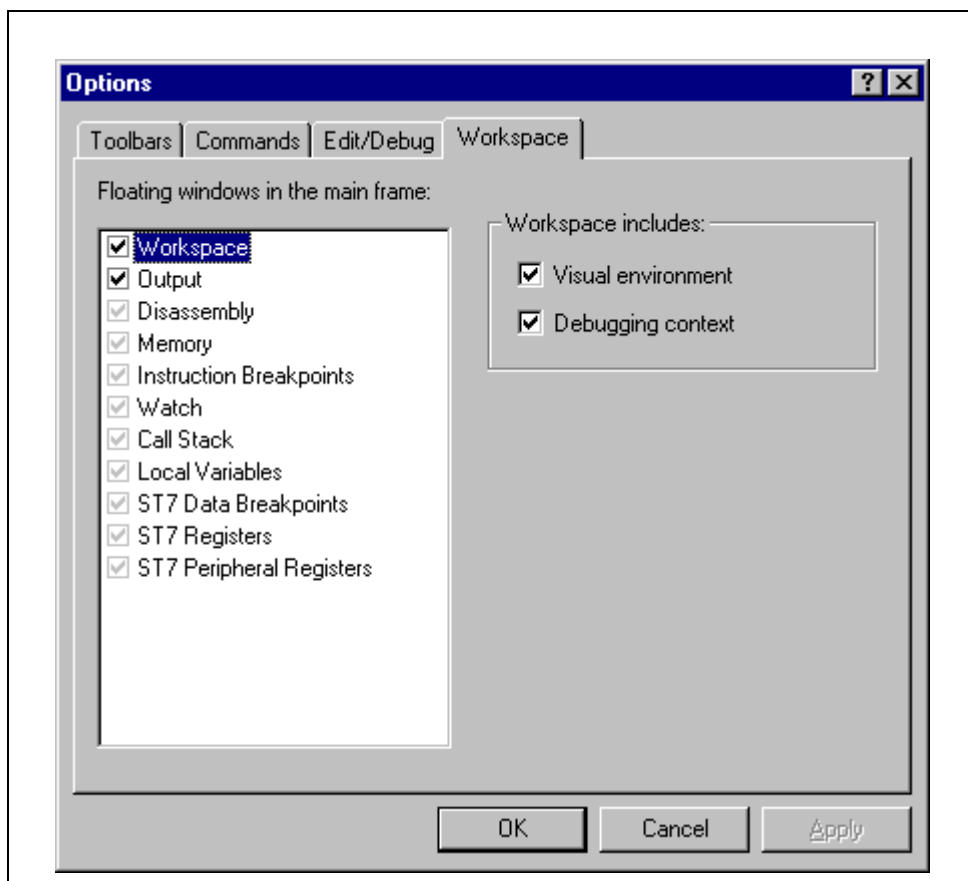 Options
Toolbars Commands Edit/Debug Workspace
Floating windows in the main frame:
Workspace
Output
Disassembly
Memory
Instruction Breakpoints
Watch
Call Stack
Local Variables
ST7 Data Breakpoints
ST7 Registers
ST7 Peripheral Registers
Workspace includes:
Visual environment
Debugging context
OK Cancel Apply